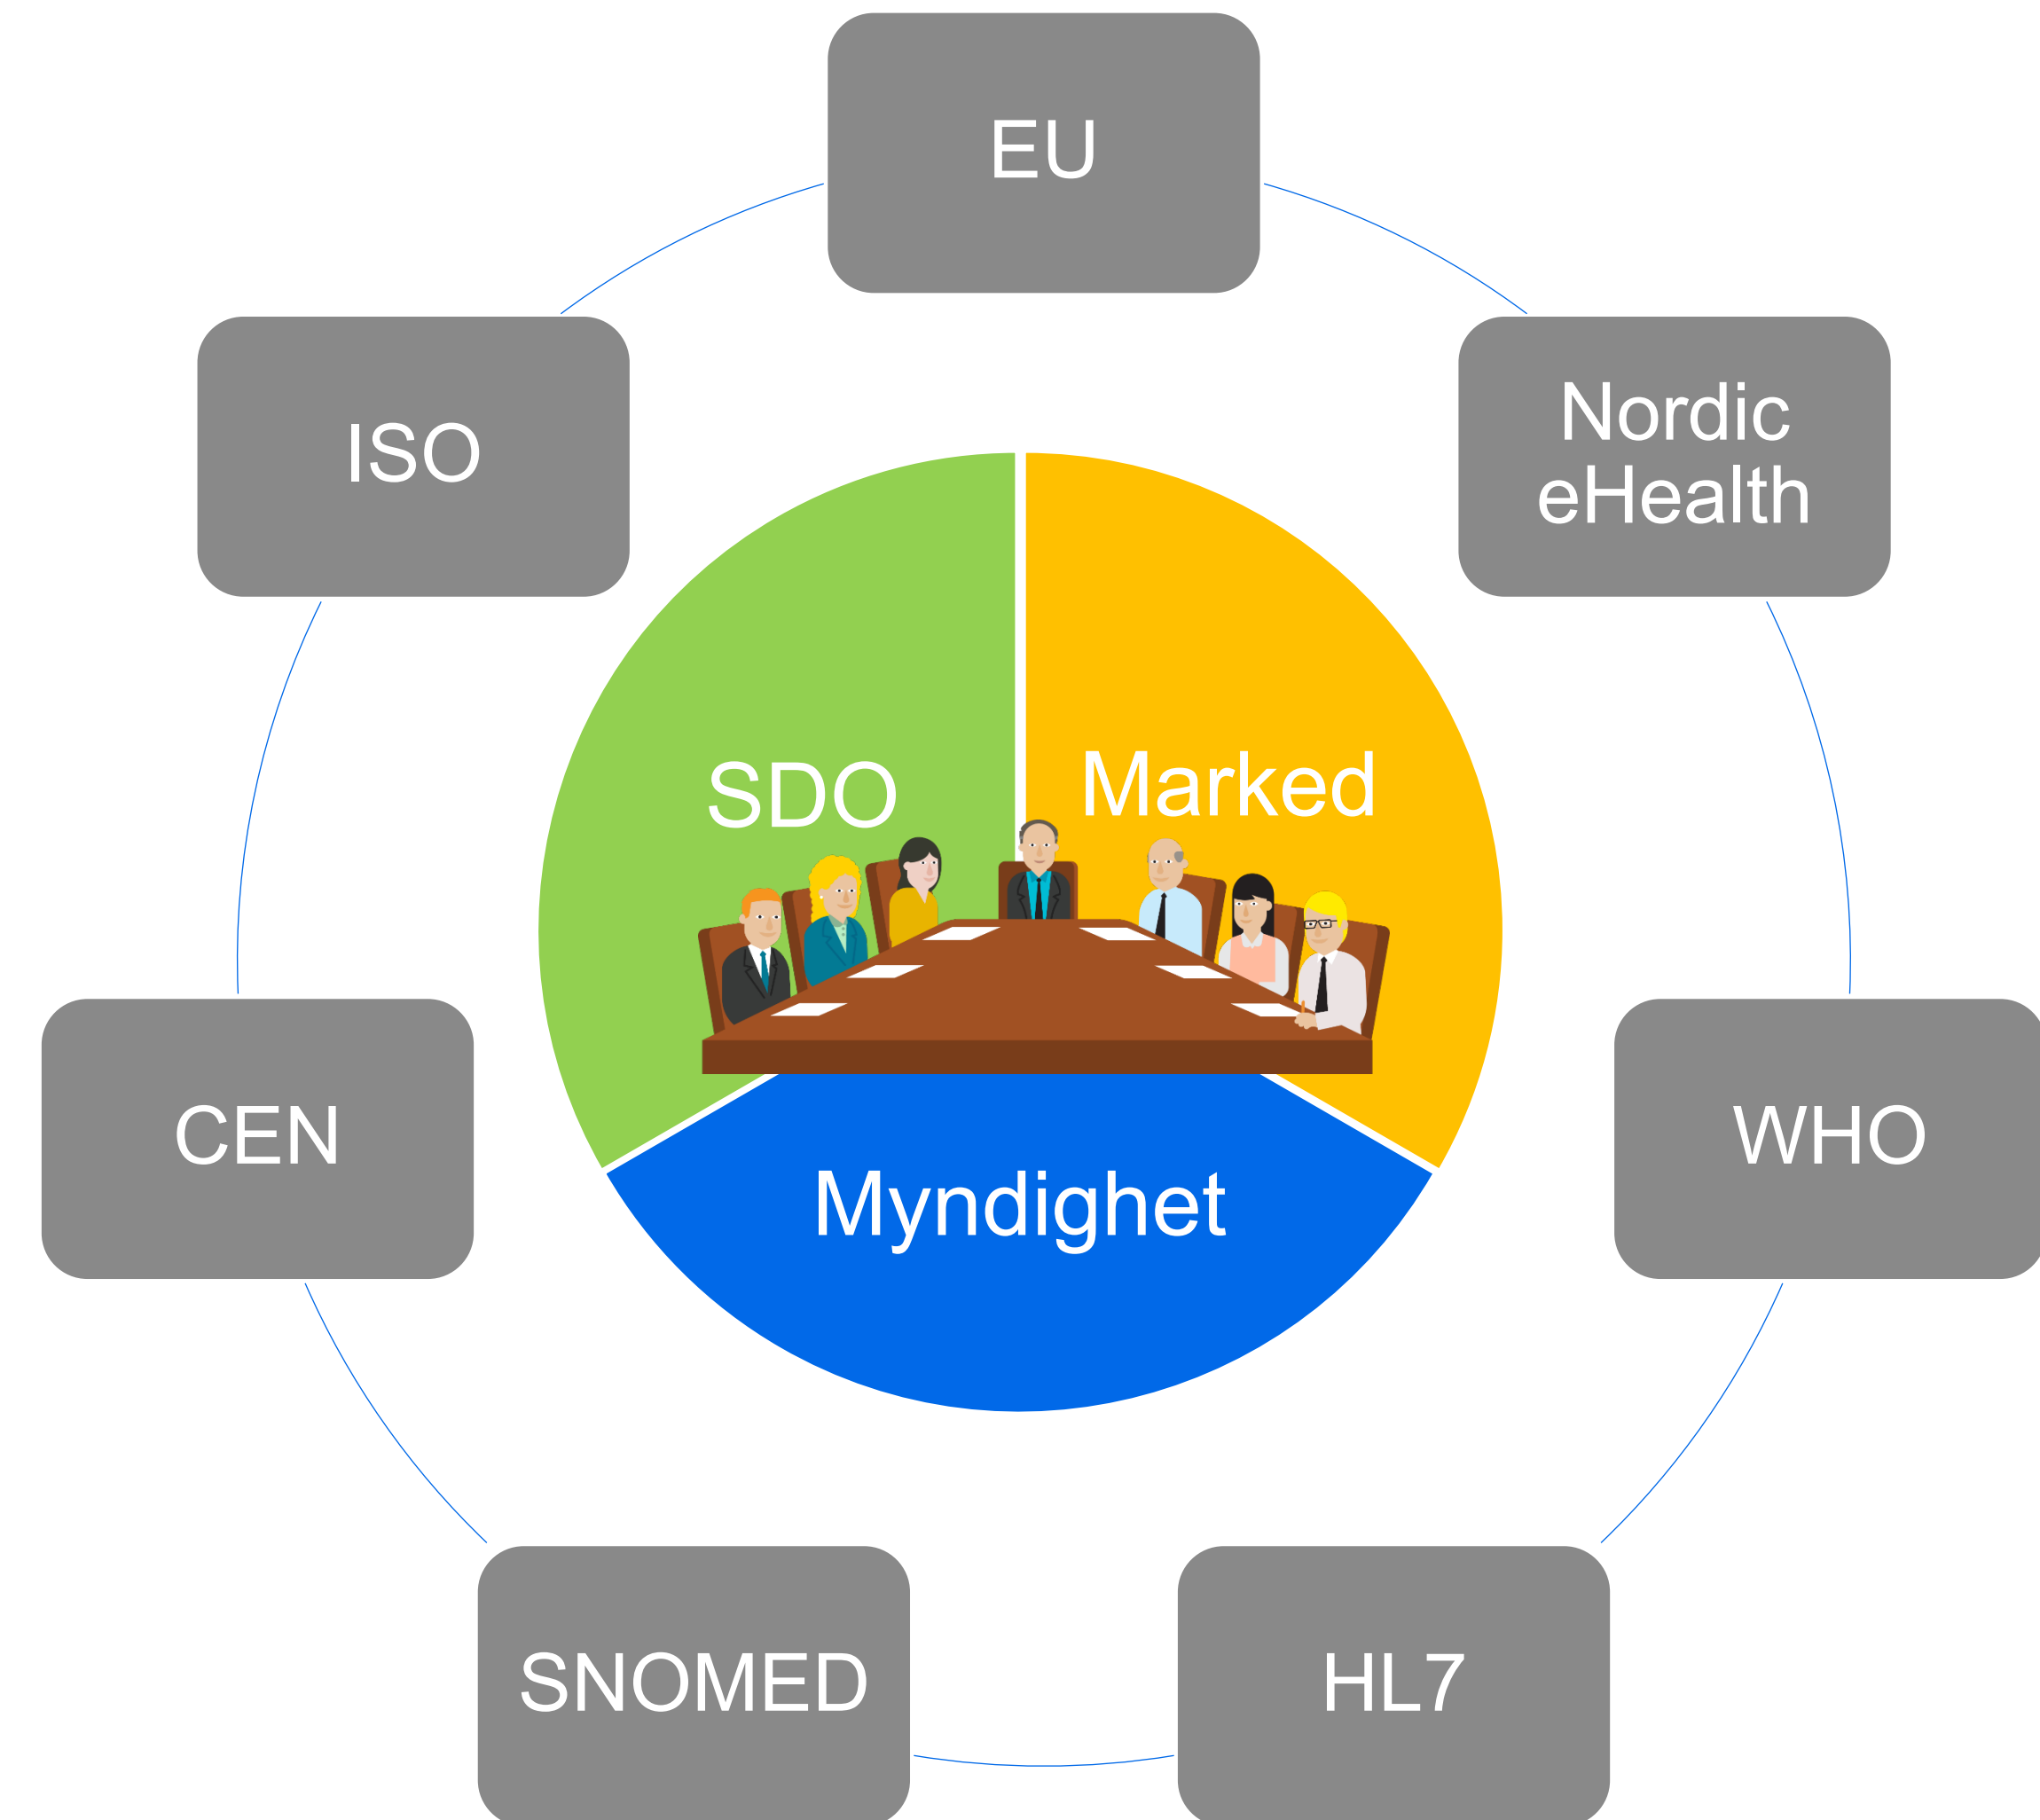 EU
ISO
Nordic
eHealth
SDO
Marked
CEN
WHO
Myndighet
SNOMED
HL7